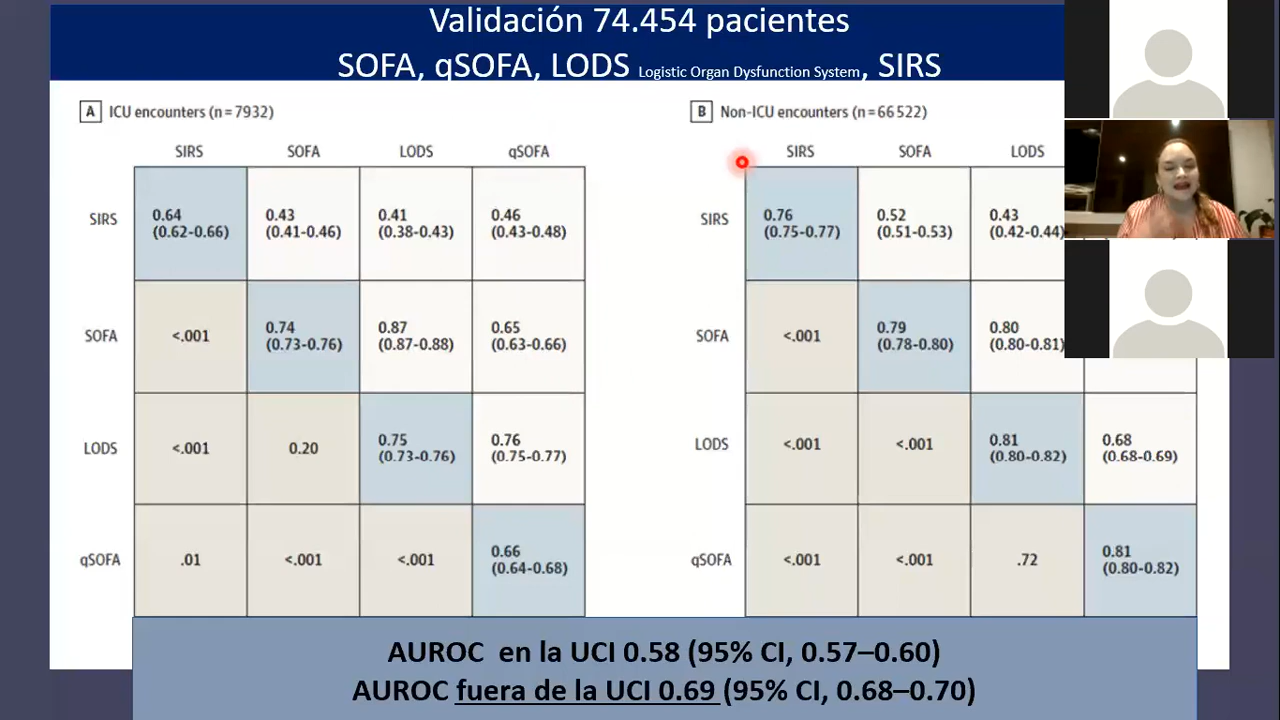 Validación 74.454 pacientes
SOFA, qSOFA, LODS Logistic Organ Dysfunction System, SIRS
A ICU encounters (n = 7932)
SIRS SOFA LODS qSOFA
SIRS 0.64 (0.62-0.66) 0.43 (0.41-0.46) 0.41 (0.38-0.43) 0.46 (0.43-0.48)
SOFA <.001 0.74 (0.73-0.76) 0.87 (0.87-0.88) 0.65 (0.63-0.66)
LODS <.001 0.20 0.75 (0.73-0.76) 0.76 (0.75-0.77)
qSOFA .01 <.001 <.001 0.66 (0.64-0.68)
B Non-ICU encounters (n = 66 522)
SIRS SOFA LODS
SIRS 0.76 (0.75-0.77) 0.52 (0.51-0.53) 0.43 (0.42-0.44)
SOFA <.001 0.79 (0.78-0.80) 0.80 (0.80-0.81)
LODS <.001 <.001 0.81 (0.80-0.82) 0.68 (0.68-0.69)
qSOFA <.001 <.001 .72 0.81 (0.80-0.82)
AUROC en la UCI 0.58 (95% CI, 0.57–0.60)
AUROC fuera de la UCI 0.69 (95% CI, 0.68–0.70)